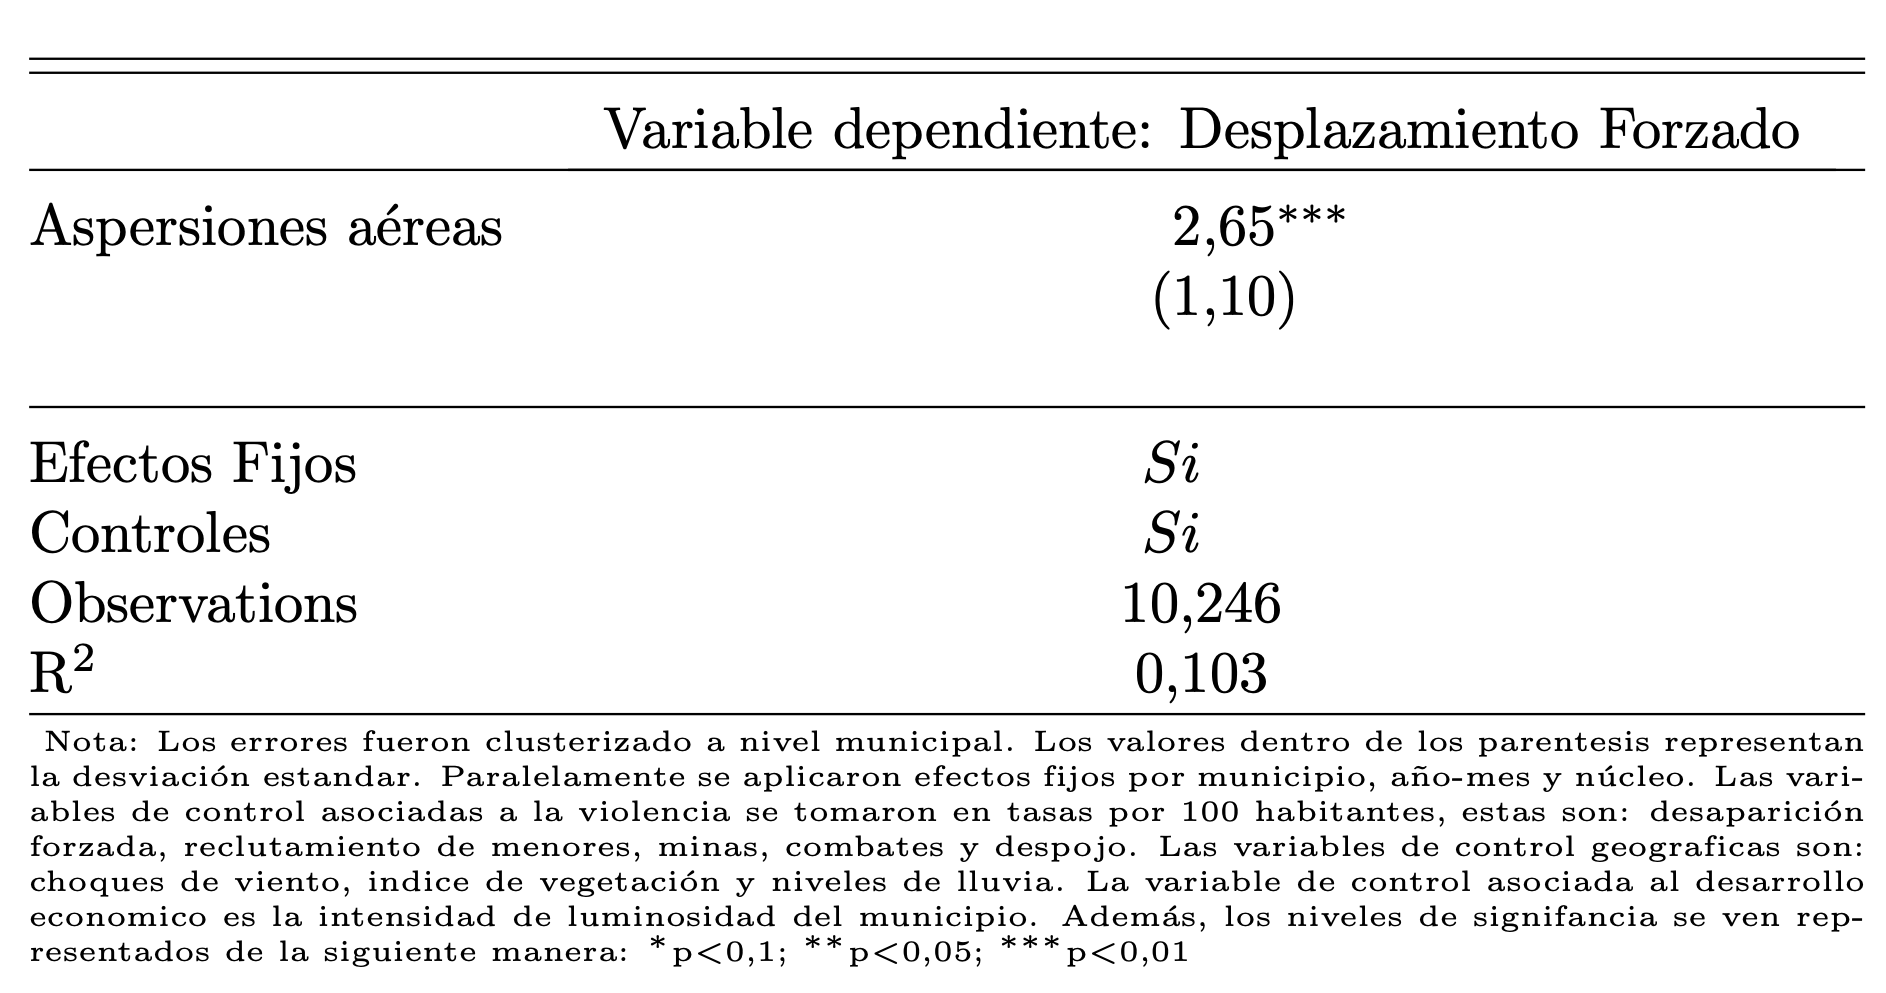 Variable dependiente: Desplazamiento Forzado
Aspersiones aéreas 2,65***
(1,10)
Efectos Fijos Si
Controles Si
Observations 10,246
R² 0,103
Nota: Los errores fueron clusterizado a nivel municipal. Los valores dentro de los parentesis representan
la desviación estandar. Paralelamente se aplicaron efectos fijos por municipio, año-mes y núcleo. Las vari-
ables de control asociadas a la violencia se tomaron en tasas por 100 habitantes, estas son: desaparición
forzada, reclutamiento de menores, minas, combates y despojo. Las variables de control geograficas son:
choques de viento, indice de vegetación y niveles de lluvia. La variable de control asociada al desarrollo
economico es la intensidad de luminosidad del municipio. Además, los niveles de signifancia se ven rep-
resentados de la siguiente manera: *p<0,1; **p<0,05; ***p<0,01